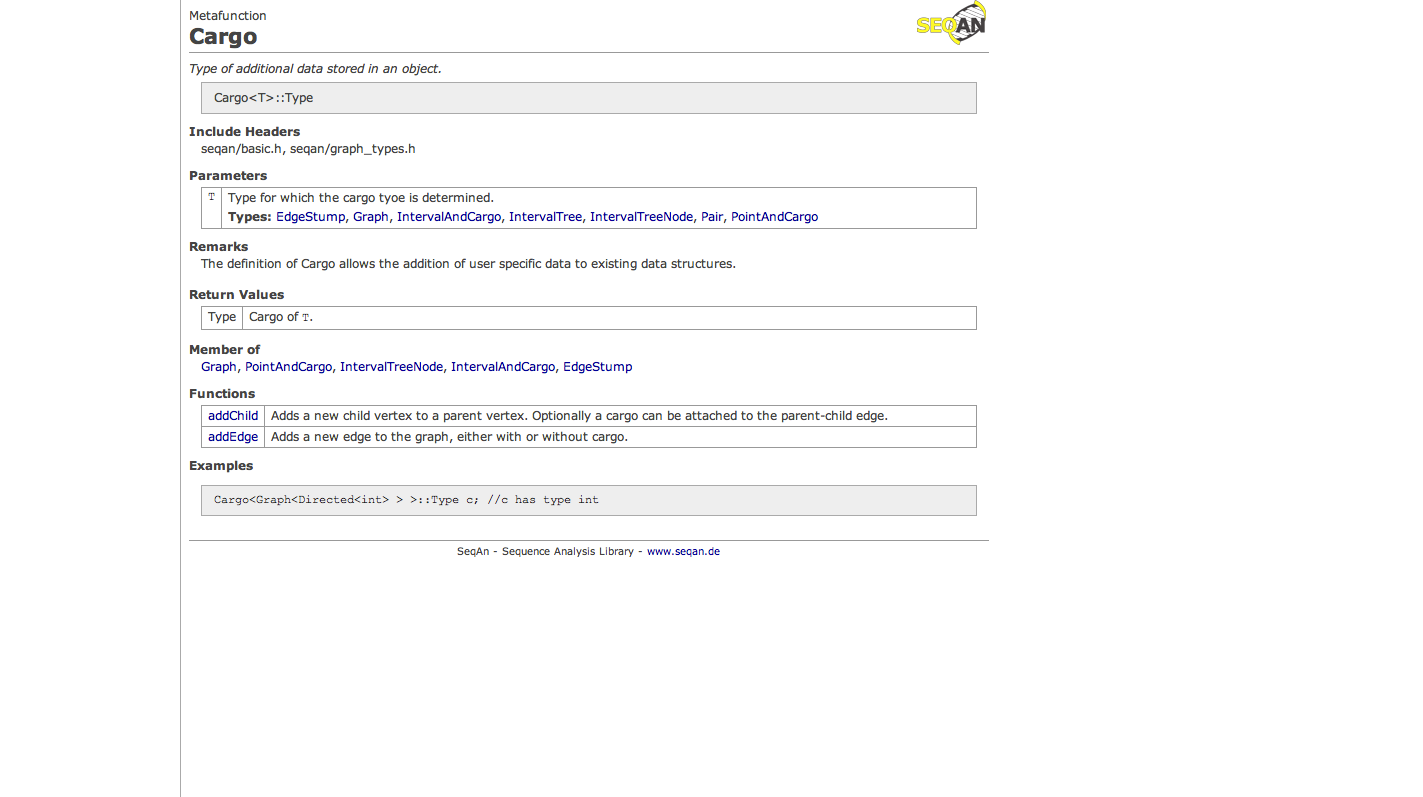 Metafunction
Cargo
SEQAN
Type of additional data stored in an object.
Cargo<T>::Type
Include Headers
seqan/basic.h, seqan/graph_types.h
Parameters
T Type for which the cargo tyoe is determined.
Types: EdgeStump, Graph, IntervalAndCargo, IntervalTree, IntervalTreeNode, Pair, PointAndCargo
Remarks
The definition of Cargo allows the addition of user specific data to existing data structures.
Return Values
Type Cargo of T.
Member of
Graph, PointAndCargo, IntervalTreeNode, IntervalAndCargo, EdgeStump
Functions
addChild Adds a new child vertex to a parent vertex. Optionally a cargo can be attached to the parent-child edge.
addEdge Adds a new edge to the graph, either with or without cargo.
Examples
Cargo<Graph<Directed<int> > >::Type c; //c has type int
SeqAn - Sequence Analysis Library - www.seqan.de